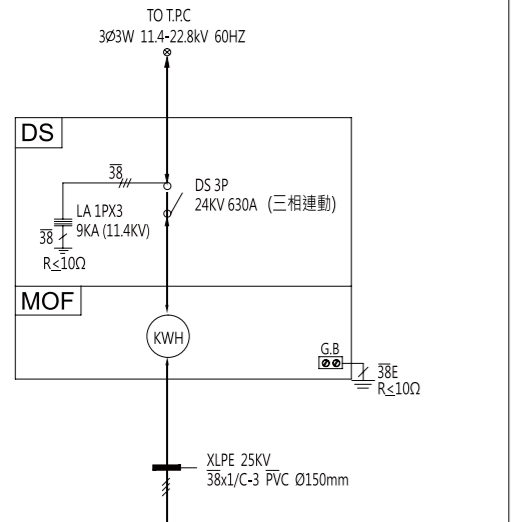 TO T.P.C
3Ø3W 11.4-22.8kV 60HZ
DS
38
DS 3P
24KV 630A (三相連動)
LA 1PX3
9KA (11.4KV)
38
R≤10Ω
MOF
KWH
G.B
38E
R≤10Ω
XLPE 25KV
38x1/C-3 PVC Ø150mm